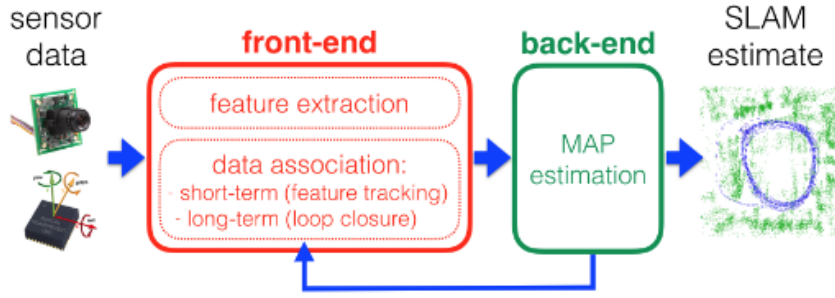 sensor
data
front-end
feature extraction
data association:
- short-term (feature tracking)
- long-term (loop closure)
back-end
MAP
estimation
SLAM
estimate